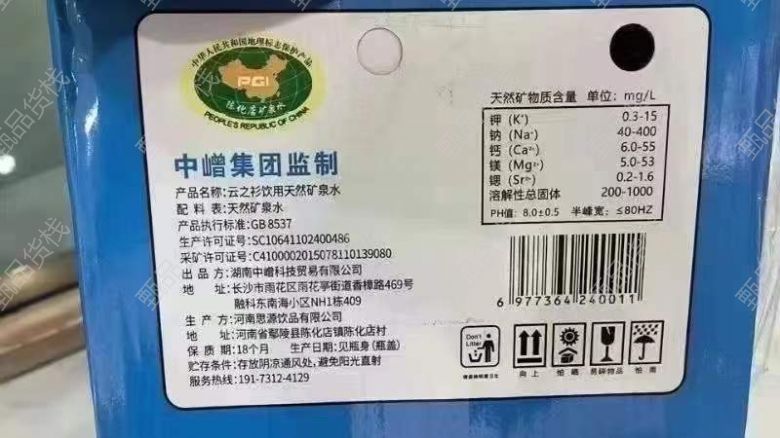 中华人民共和国地理标志保护产品
PGI
陈化店矿泉水
PEOPLE'S REPUBLIC OF CHINA
中嶒集团监制
产品名称:云之衫饮用天然矿泉水
配 料 表:天然矿泉水
产品执行标准:GB 8537
生产许可证号:SC10641102400486
采矿许可证号:C4100002015078110139080
出 品 方:湖南中嶒科技贸易有限公司
地 址:长沙市雨花区雨花亭街道香樟路469号
融科东南海小区NH1栋409
制 造 商:河南思源饮品有限公司
地 址:河南省鄢陵县陈化店镇陈化店村
保 质 期:18个月 生产日期:见瓶身(瓶盖)
贮存条件:存放阴凉通风处,避免阳光直射
服务热线:191-7312-4129
天然矿物质含量 单位:mg/L
钾 (K⁺) 0.3-15
钠 (Na⁺) 40-400
钙 (Ca²⁺) 6.0-55
镁 (Mg²⁺) 5.0-53
锶 (Sr²⁺) 0.2-1.6
溶解性总固体 200-1000
PH值: 8.0±0.5 半峰宽: ≤80HZ
6 977364 240011
Don't Litter
向上 怕晒 易碎物品 怕雨
甄品货栈